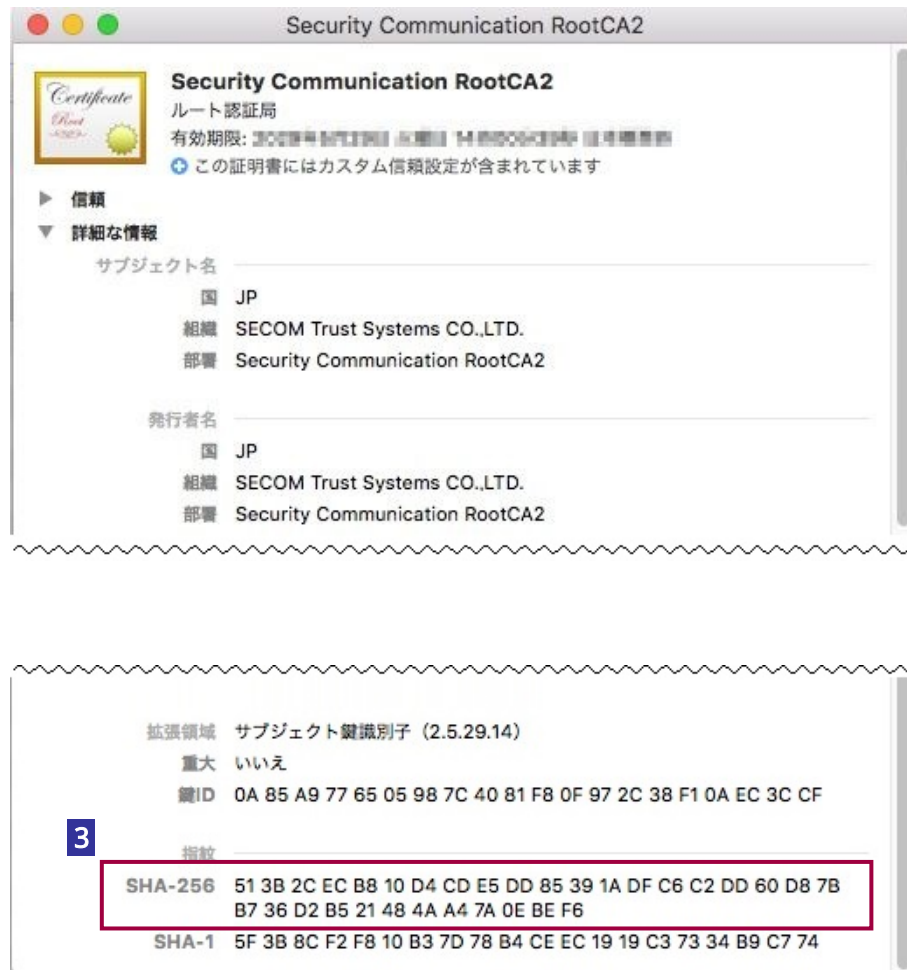 Security Communication RootCA2
Certificate
Root
Security Communication RootCA2
ルート認証局
有効期限:
この証明書にはカスタム信頼設定が含まれています
信頼
詳細な情報
サブジェクト名
国 JP
組織 SECOM Trust Systems CO.,LTD.
部署 Security Communication RootCA2
発行者名
国 JP
組織 SECOM Trust Systems CO.,LTD.
部署 Security Communication RootCA2
拡張領域 サブジェクト鍵識別子（2.5.29.14）
重大 いいえ
鍵ID 0A 85 A9 77 65 05 98 7C 40 81 F8 0F 97 2C 38 F1 0A EC 3C CF
3
指紋
SHA-256 51 3B 2C EC B8 10 D4 CD E5 DD 85 39 1A DF C6 C2 DD 60 D8 7B
B7 36 D2 B5 21 48 4A A4 7A 0E BE F6
SHA-1 5F 3B 8C F2 F8 10 B3 7D 78 B4 CE EC 19 19 C3 73 34 B9 C7 74